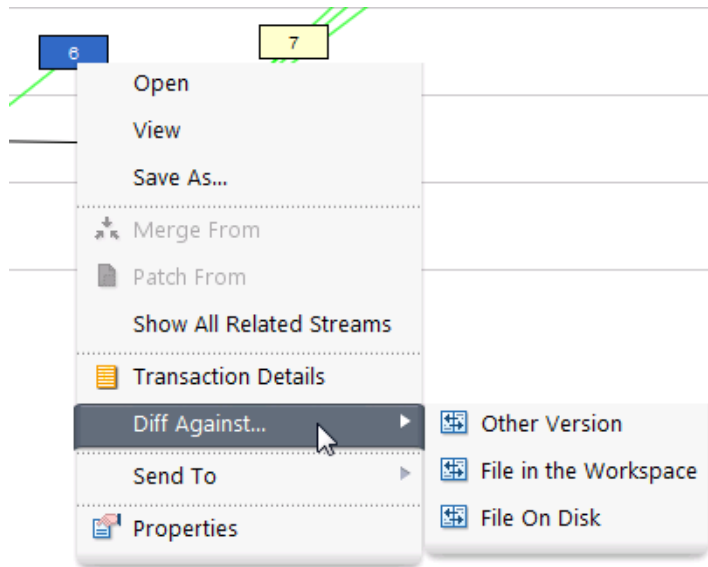 6
7
Open
View
Save As...
Merge From
Patch From
Show All Related Streams
Transaction Details
Diff Against...
Other Version
File in the Workspace
File On Disk
Send To
Properties